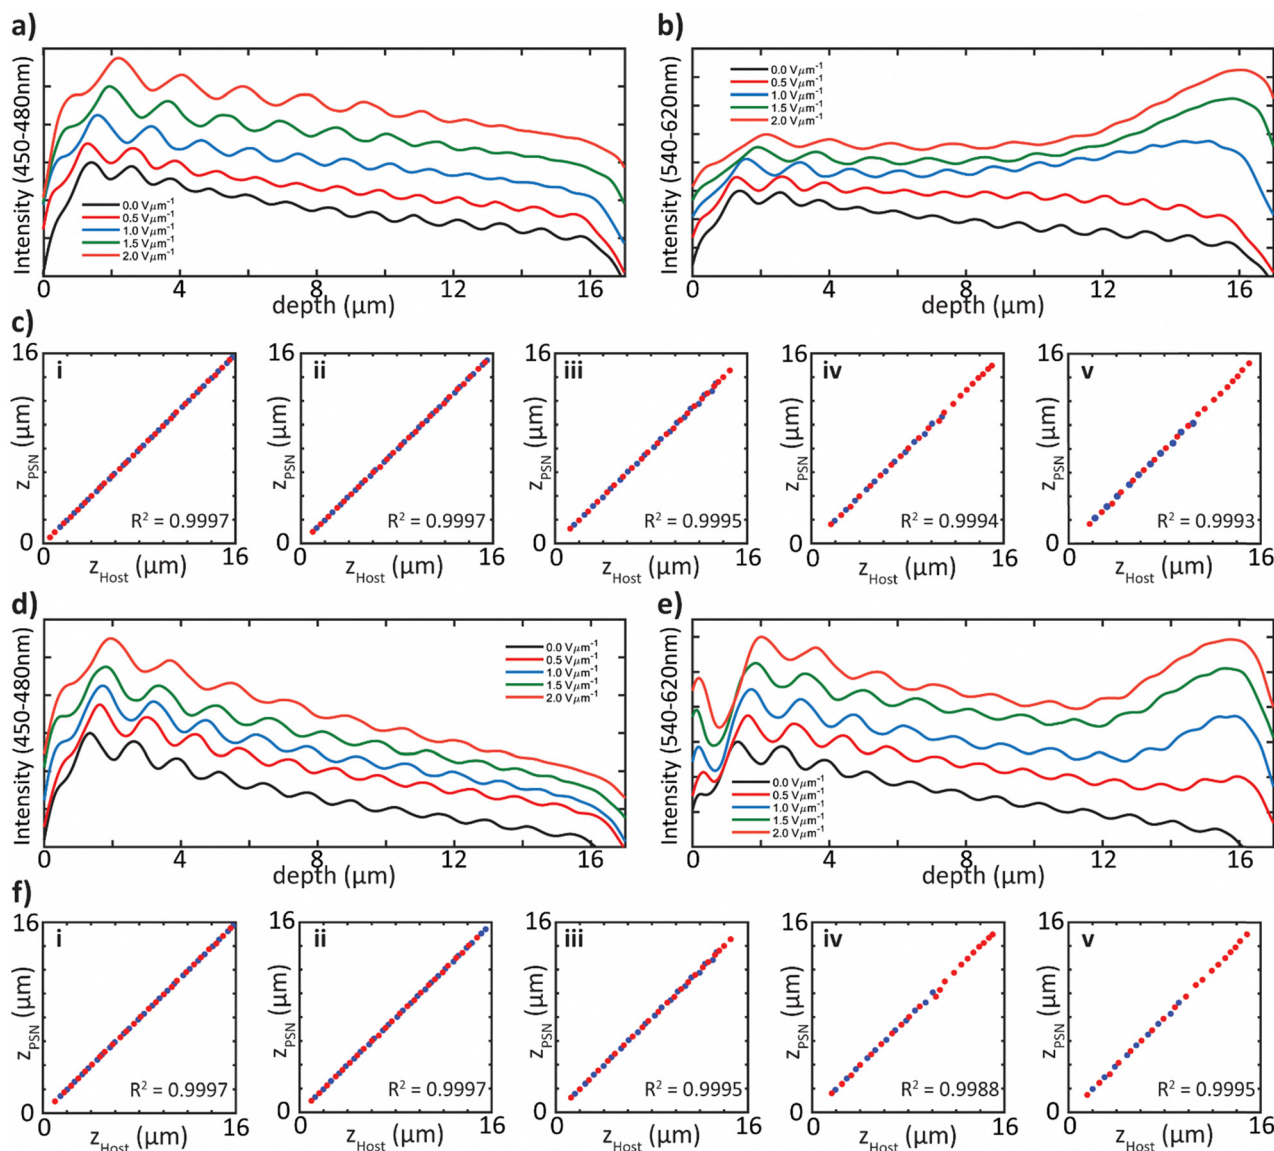 a)
b)
Intensity (450-480nm)
0.0 Vμm⁻¹
0.5 Vμm⁻¹
1.0 Vμm⁻¹
1.5 Vμm⁻¹
2.0 Vμm⁻¹
0 4 8 12 16
depth (μm)
Intensity (540-620nm)
0.0 Vμm⁻¹
0.5 Vμm⁻¹
1.0 Vμm⁻¹
1.5 Vμm⁻¹
2.0 Vμm⁻¹
0 4 8 12 16
depth (μm)
c)
16
i
z_PSN (μm)
R² = 0.9997
0
16
z_Host (μm)
16
ii
z_PSN (μm)
R² = 0.9997
0
16
z_Host (μm)
16
iii
z_PSN (μm)
R² = 0.9995
0
16
z_Host (μm)
16
iv
z_PSN (μm)
R² = 0.9994
0
16
z_Host (μm)
16
v
z_PSN (μm)
R² = 0.9993
0
16
z_Host (μm)
d)
e)
Intensity (450-480nm)
0.0 Vμm⁻¹
0.5 Vμm⁻¹
1.0 Vμm⁻¹
1.5 Vμm⁻¹
2.0 Vμm⁻¹
0 4 8 12 16
depth (μm)
Intensity (540-620nm)
0.0 Vμm⁻¹
0.5 Vμm⁻¹
1.0 Vμm⁻¹
1.5 Vμm⁻¹
2.0 Vμm⁻¹
0 4 8 12 16
depth (μm)
f)
16
i
z_PSN (μm)
R² = 0.9997
0
16
z_Host (μm)
16
ii
z_PSN (μm)
R² = 0.9997
0
16
z_Host (μm)
16
iii
z_PSN (μm)
R² = 0.9995
0
16
z_Host (μm)
16
iv
z_PSN (μm)
R² = 0.9988
0
16
z_Host (μm)
16
v
z_PSN (μm)
R² = 0.9995
0
16
z_Host (μm)